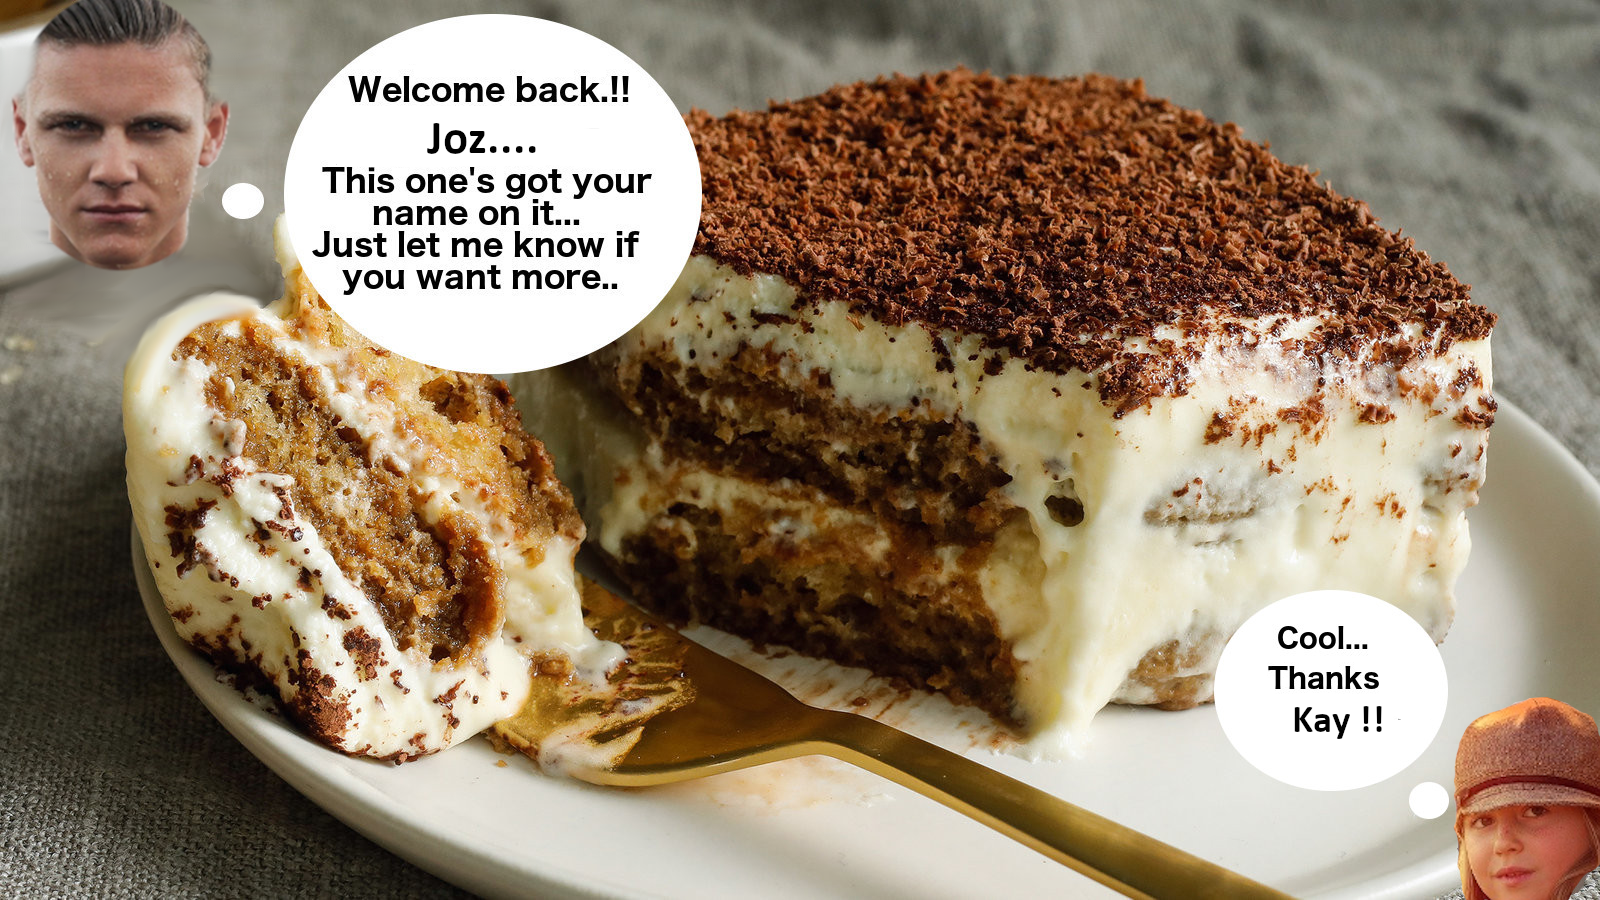 Welcome back.!!
Joz....
This one's got your
name on it...
Just let me know if
you want more..
Cool...
Thanks
Kay !!